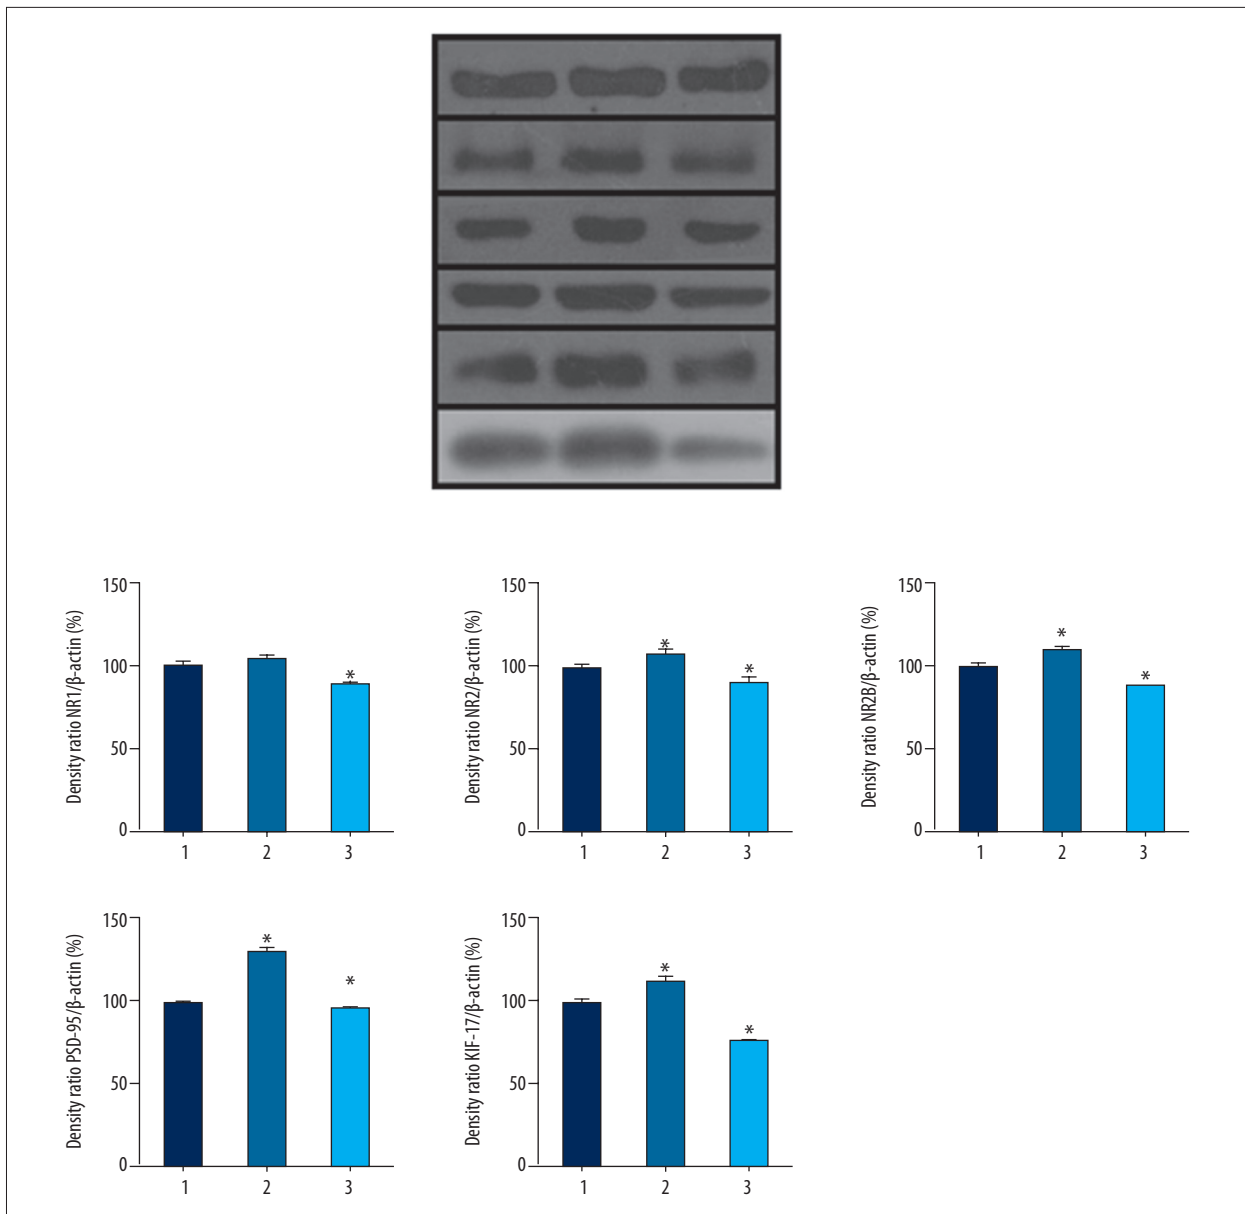 Density ratio NR1/β-actin (%)
150
100
50
0
*
1 2 3
Density ratio NR2/β-actin (%)
150
100
50
0
* *
1 2 3
Density ratio NR2B/β-actin (%)
150
100
50
0
* *
1 2 3
Density ratio PSD-95/β-actin (%)
150
100
50
0
* *
1 2 3
Density ratio KIF-17/β-actin (%)
150
100
50
0
* *
1 2 3